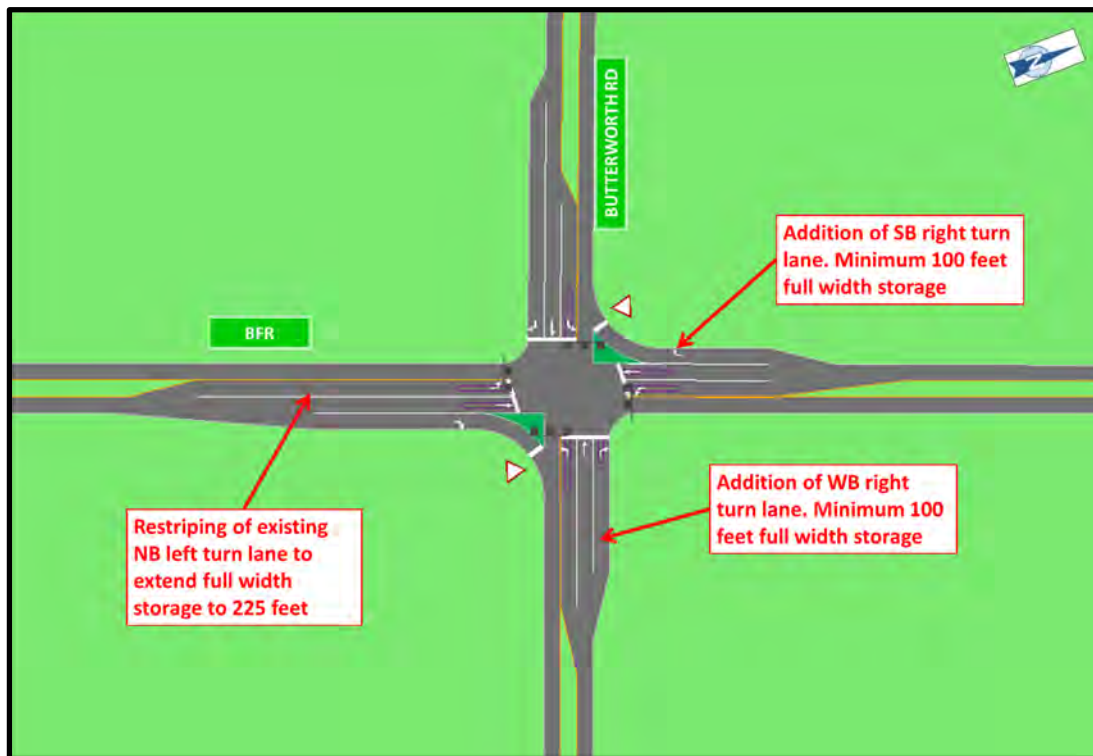 N
BUTTERWORTH RD
Addition of SB right turn
lane. Minimum 100 feet
full width storage
BFR
Addition of WB right
turn lane. Minimum 100
feet full width storage
Restriping of existing
NB left turn lane to
extend full width
storage to 225 feet